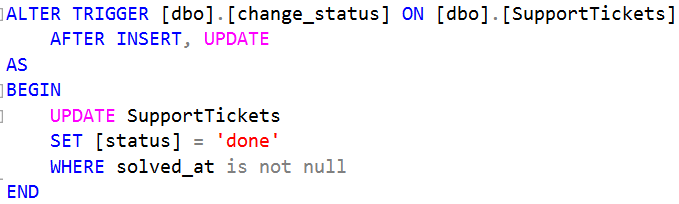 ALTER TRIGGER [dbo].[change_status] ON [dbo].[SupportTickets]
    AFTER INSERT, UPDATE
AS
BEGIN
    UPDATE SupportTickets
    SET [status] = 'done'
    WHERE solved_at is not null
END